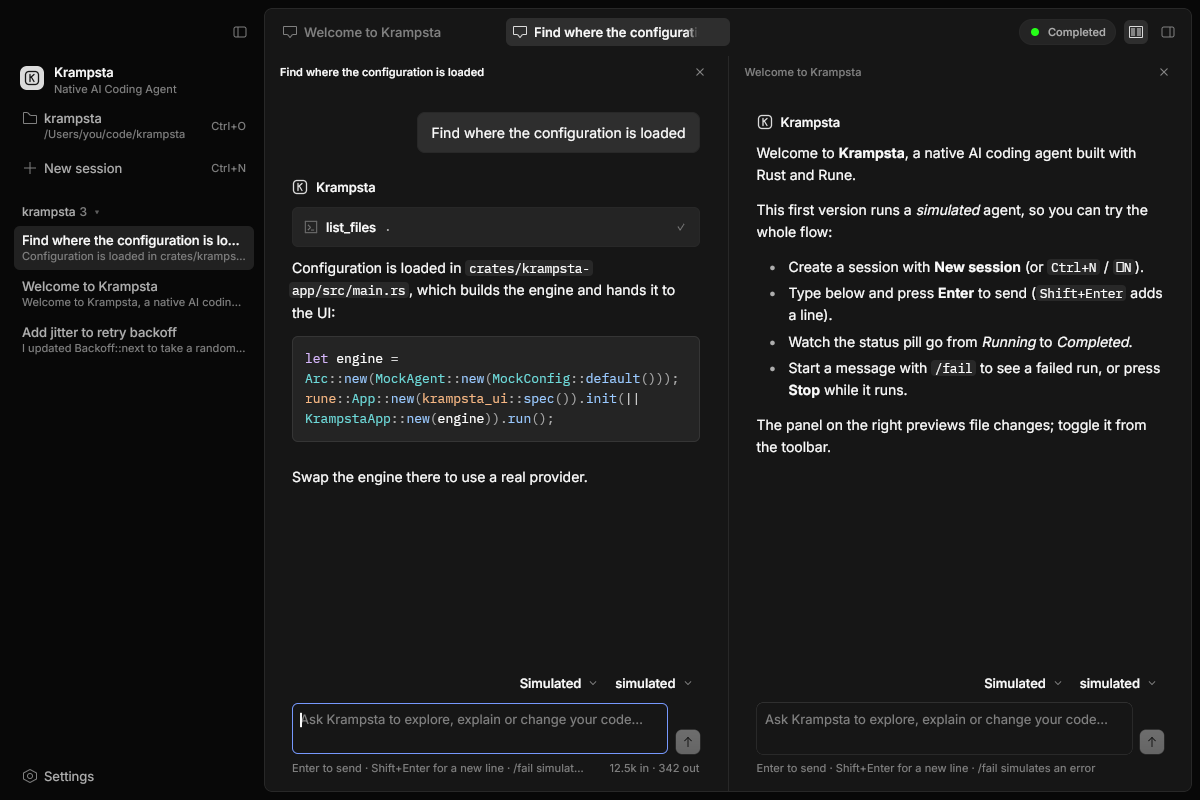 Welcome to Krampsta
Find where the configurati
Completed
Krampsta
Native AI Coding Agent
krampsta
/Users/you/code/krampsta
Ctrl+O
New session
Ctrl+N
krampsta 3
Find where the configuration is lo...
Configuration is loaded in crates/kramps...
Welcome to Krampsta
Welcome to Krampsta, a native AI codin...
Add jitter to retry backoff
I updated Backoff::next to take a random...
Settings
Find where the configuration is loaded
Find where the configuration is loaded
K Krampsta
list_files .
Configuration is loaded in crates/krampsta-
app/src/main.rs, which builds the engine and hands it to
the UI:
let engine =
Arc::new(MockAgent::new(MockConfig::default()));
rune::App::new(krampsta_ui::spec()).init(||
KrampstaApp::new(engine)).run();
Swap the engine there to use a real provider.
Simulated
simulated
Ask Krampsta to explore, explain or change your code...
Enter to send · Shift+Enter for a new line · /fail simulat...
12.5k in · 342 out
Welcome to Krampsta
K Krampsta
Welcome to Krampsta, a native AI coding agent built with
Rust and Rune.
This first version runs a simulated agent, so you can try the
whole flow:
• Create a session with New session (or Ctrl+N / N).
• Type below and press Enter to send (Shift+Enter adds
a line).
• Watch the status pill go from Running to Completed.
• Start a message with /fail to see a failed run, or press
Stop while it runs.
The panel on the right previews file changes; toggle it from
the toolbar.
Simulated
simulated
Ask Krampsta to explore, explain or change your code...
Enter to send · Shift+Enter for a new line · /fail simulates an error